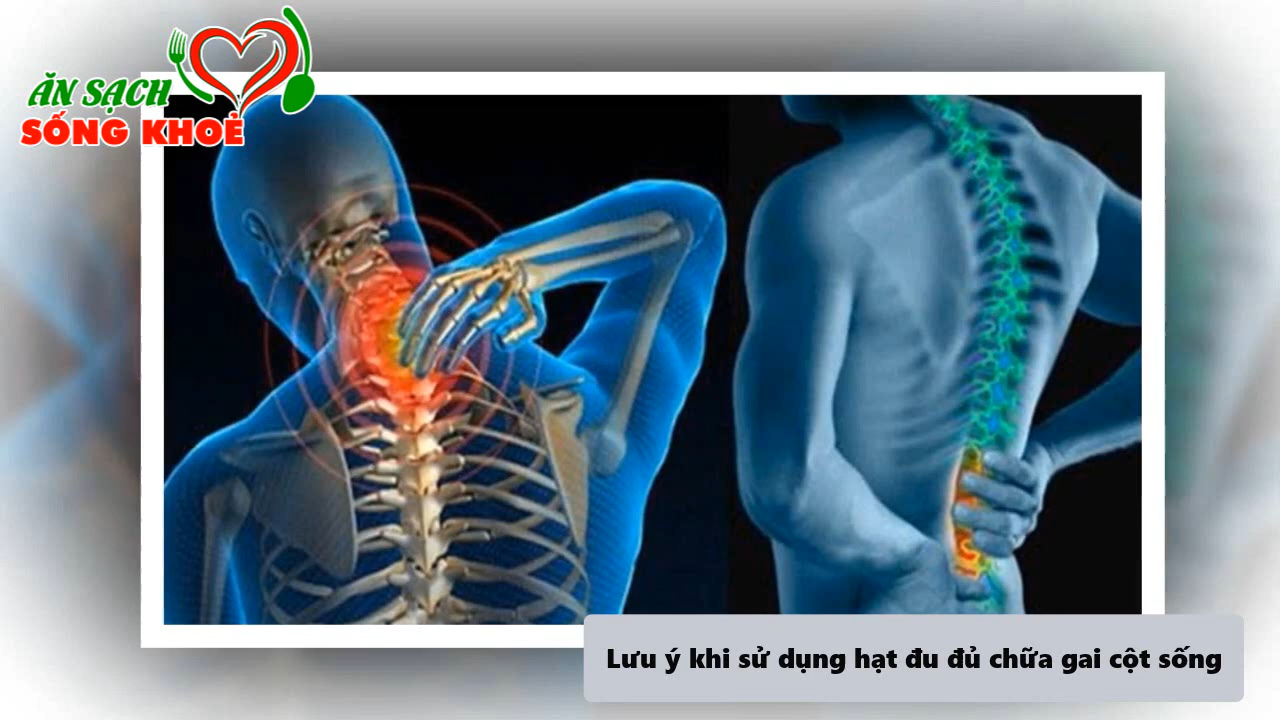 ĂN SẠCH
SỐNG KHOẺ
Lưu ý khi sử dụng hạt đu đủ chữa gai cột sống